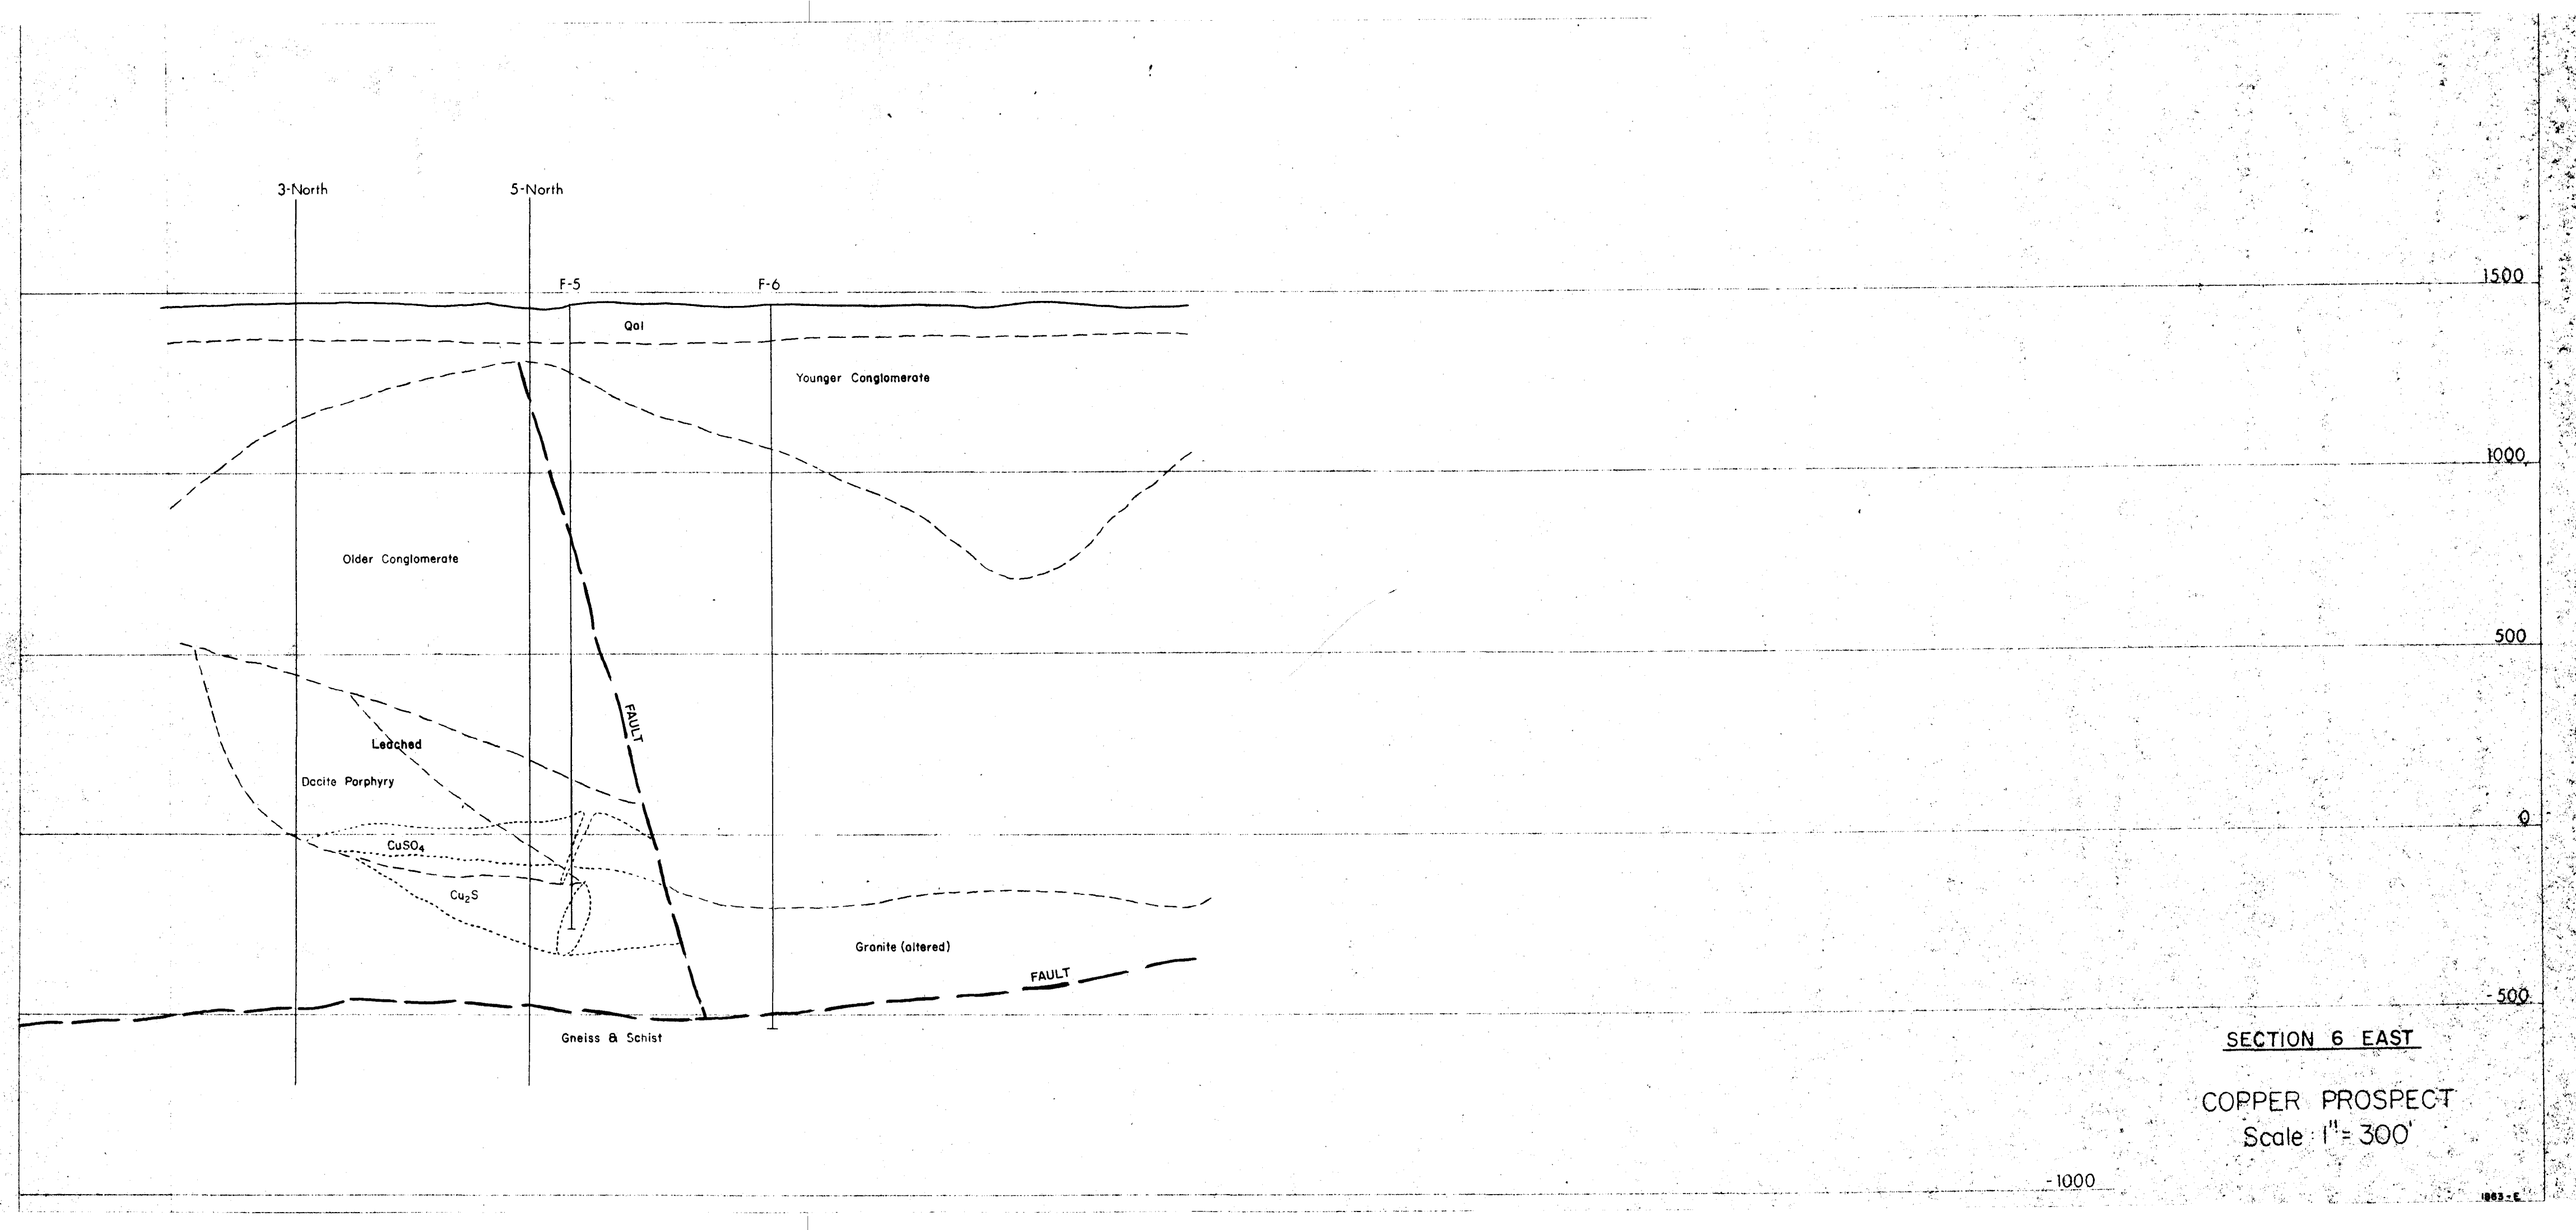 3-North
5-North
F-5
F-6
1500
Qal
Younger Conglomerate
1000
Older Conglomerate
500
FAULT
Leached
Dacite Porphyry
0
CuSO₄
Cu₂S
Granite (altered)
FAULT
-500
Gneiss & Schist
SECTION 6 EAST
COPPER PROSPECT
Scale 1"=300'
-1000
1863-E